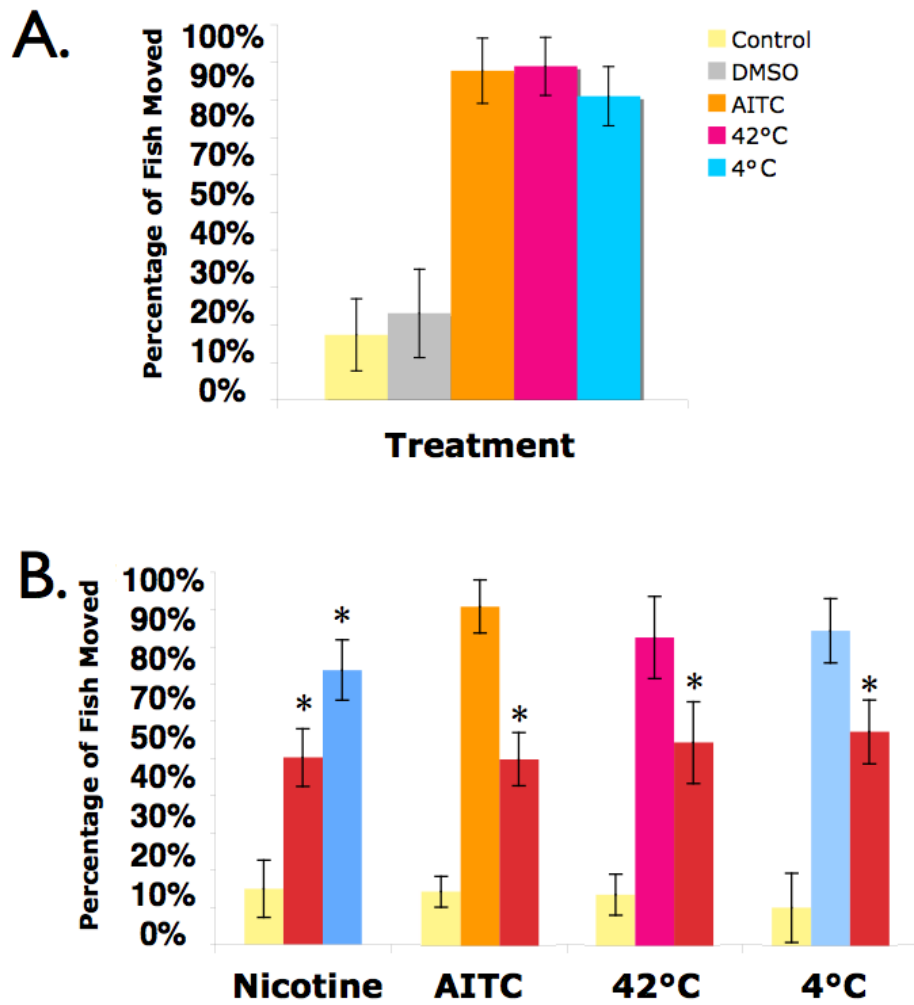 A.
Percentage of Fish Moved
100%
90%
80%
70%
60%
50%
40%
30%
20%
10%
0%
Control
DMSO
AITC
42°C
4°C
Treatment
B.
Percentage of Fish Moved
100%
90%
80%
70%
60%
50%
40%
30%
20%
10%
0%
*
*
*
*
*
Nicotine
AITC
42°C
4°C